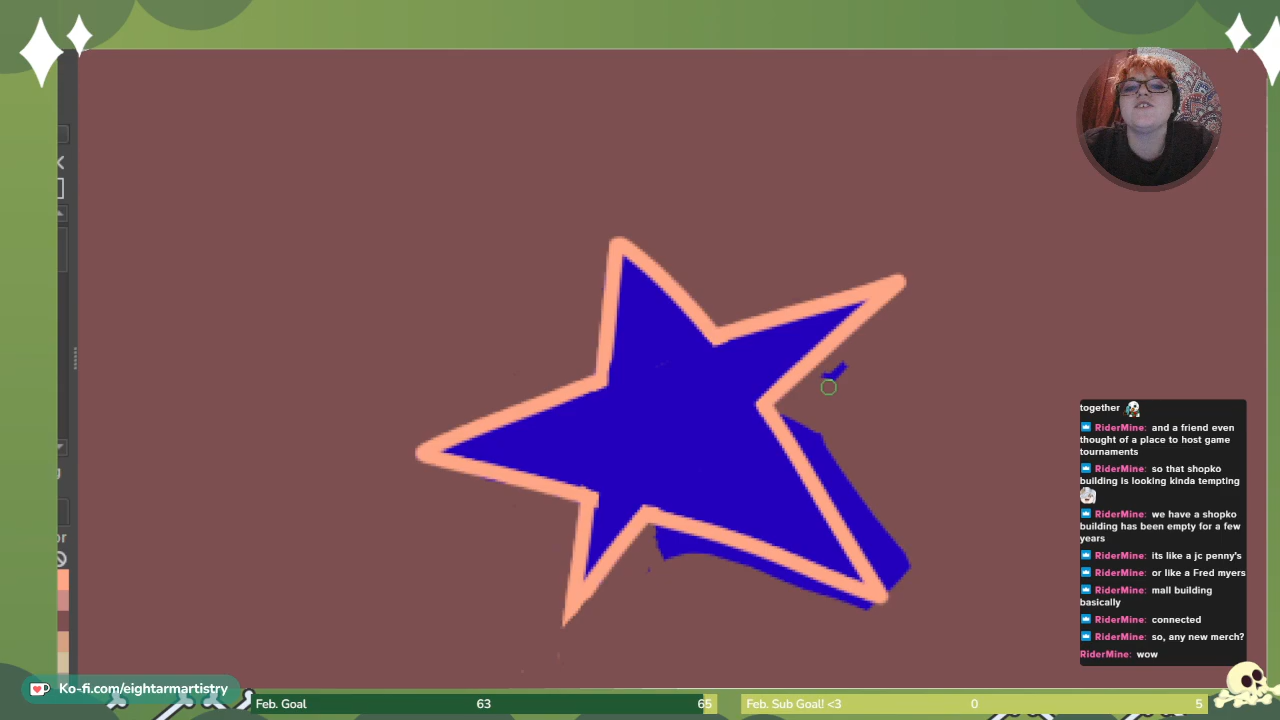 together
RiderMine: and a friend even
thought of a place to host game
tournaments
RiderMine: so that shopko
building is looking kinda tempting
RiderMine: we have a shopko
building has been empty for a few
years
RiderMine: its like a jc penny's
RiderMine: or like a Fred myers
RiderMine: mall building
basically
RiderMine: connected
RiderMine: so, any new merch?
RiderMine: wow
or
Ko-fi.com/eightarmartistry
Feb. Goal 63 65
Feb. Sub Goal! <3 0 5